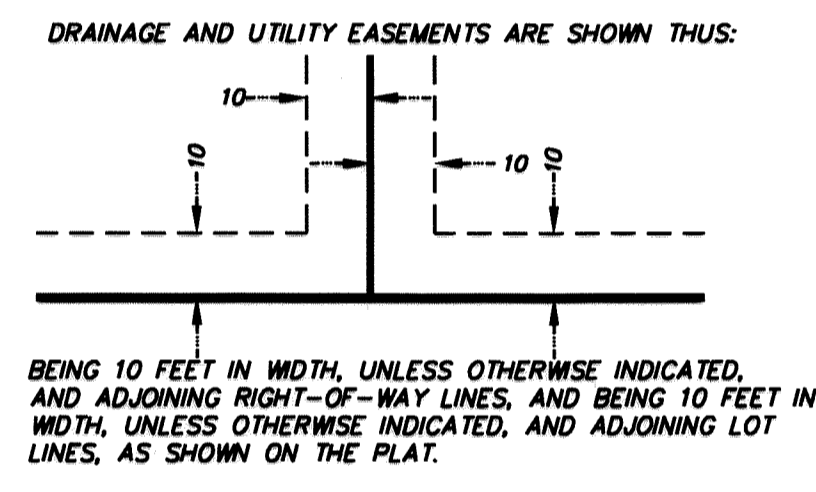 DRAINAGE AND UTILITY EASEMENTS ARE SHOWN THUS:
10
10
10
10
BEING 10 FEET IN WIDTH, UNLESS OTHERWISE INDICATED,
AND ADJOINING RIGHT-OF-WAY LINES, AND BEING 10 FEET IN
WIDTH, UNLESS OTHERWISE INDICATED, AND ADJOINING LOT
LINES, AS SHOWN ON THE PLAT.